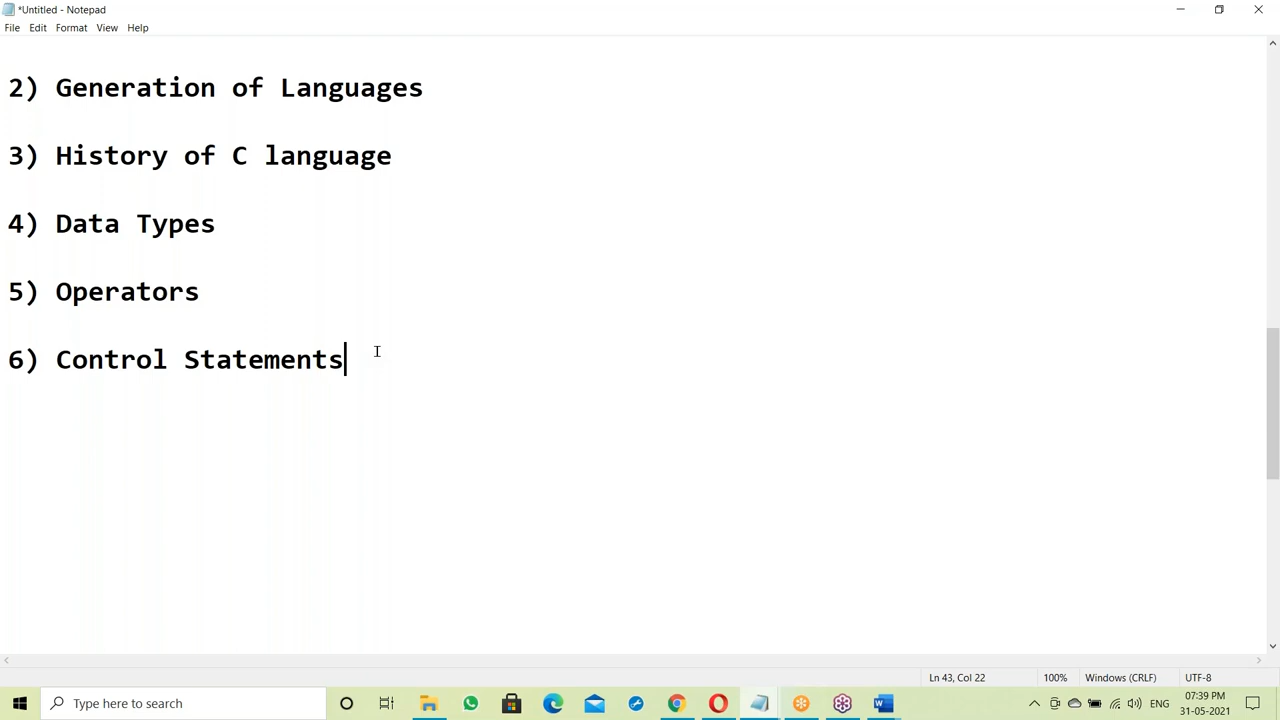 *Untitled - Notepad
File Edit Format View Help
2) Generation of Languages
3) History of C language
4) Data Types
5) Operators
6) Control Statements
Ln 43, Col 22 100% Windows (CRLF) UTF-8
Type here to search
ENG
07:39 PM
31-05-2021